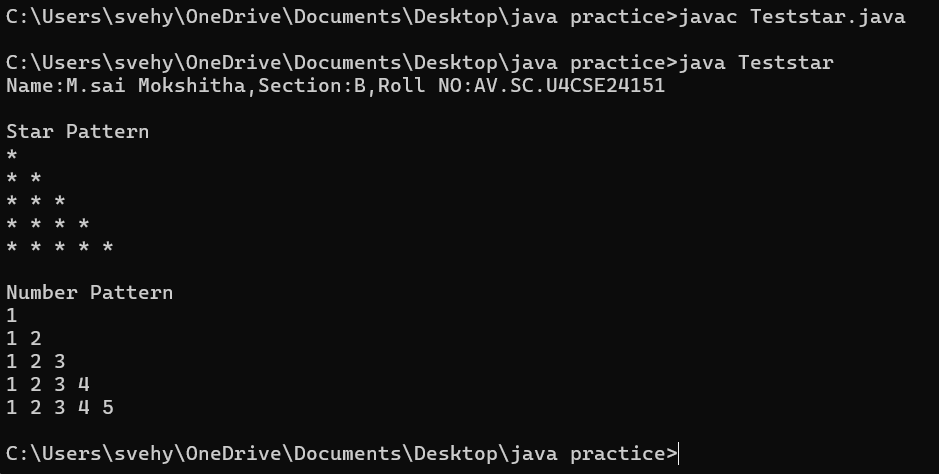 C:\Users\svehy\OneDrive\Documents\Desktop\java practice>javac Teststar.java
C:\Users\svehy\OneDrive\Documents\Desktop\java practice>java Teststar
Name:M.sai Mokshitha,Section:B,Roll NO:AV.SC.U4CSE24151
Star Pattern
*
* *
* * *
* * * *
* * * * *
Number Pattern
1
1 2
1 2 3
1 2 3 4
1 2 3 4 5
C:\Users\svehy\OneDrive\Documents\Desktop\java practice>